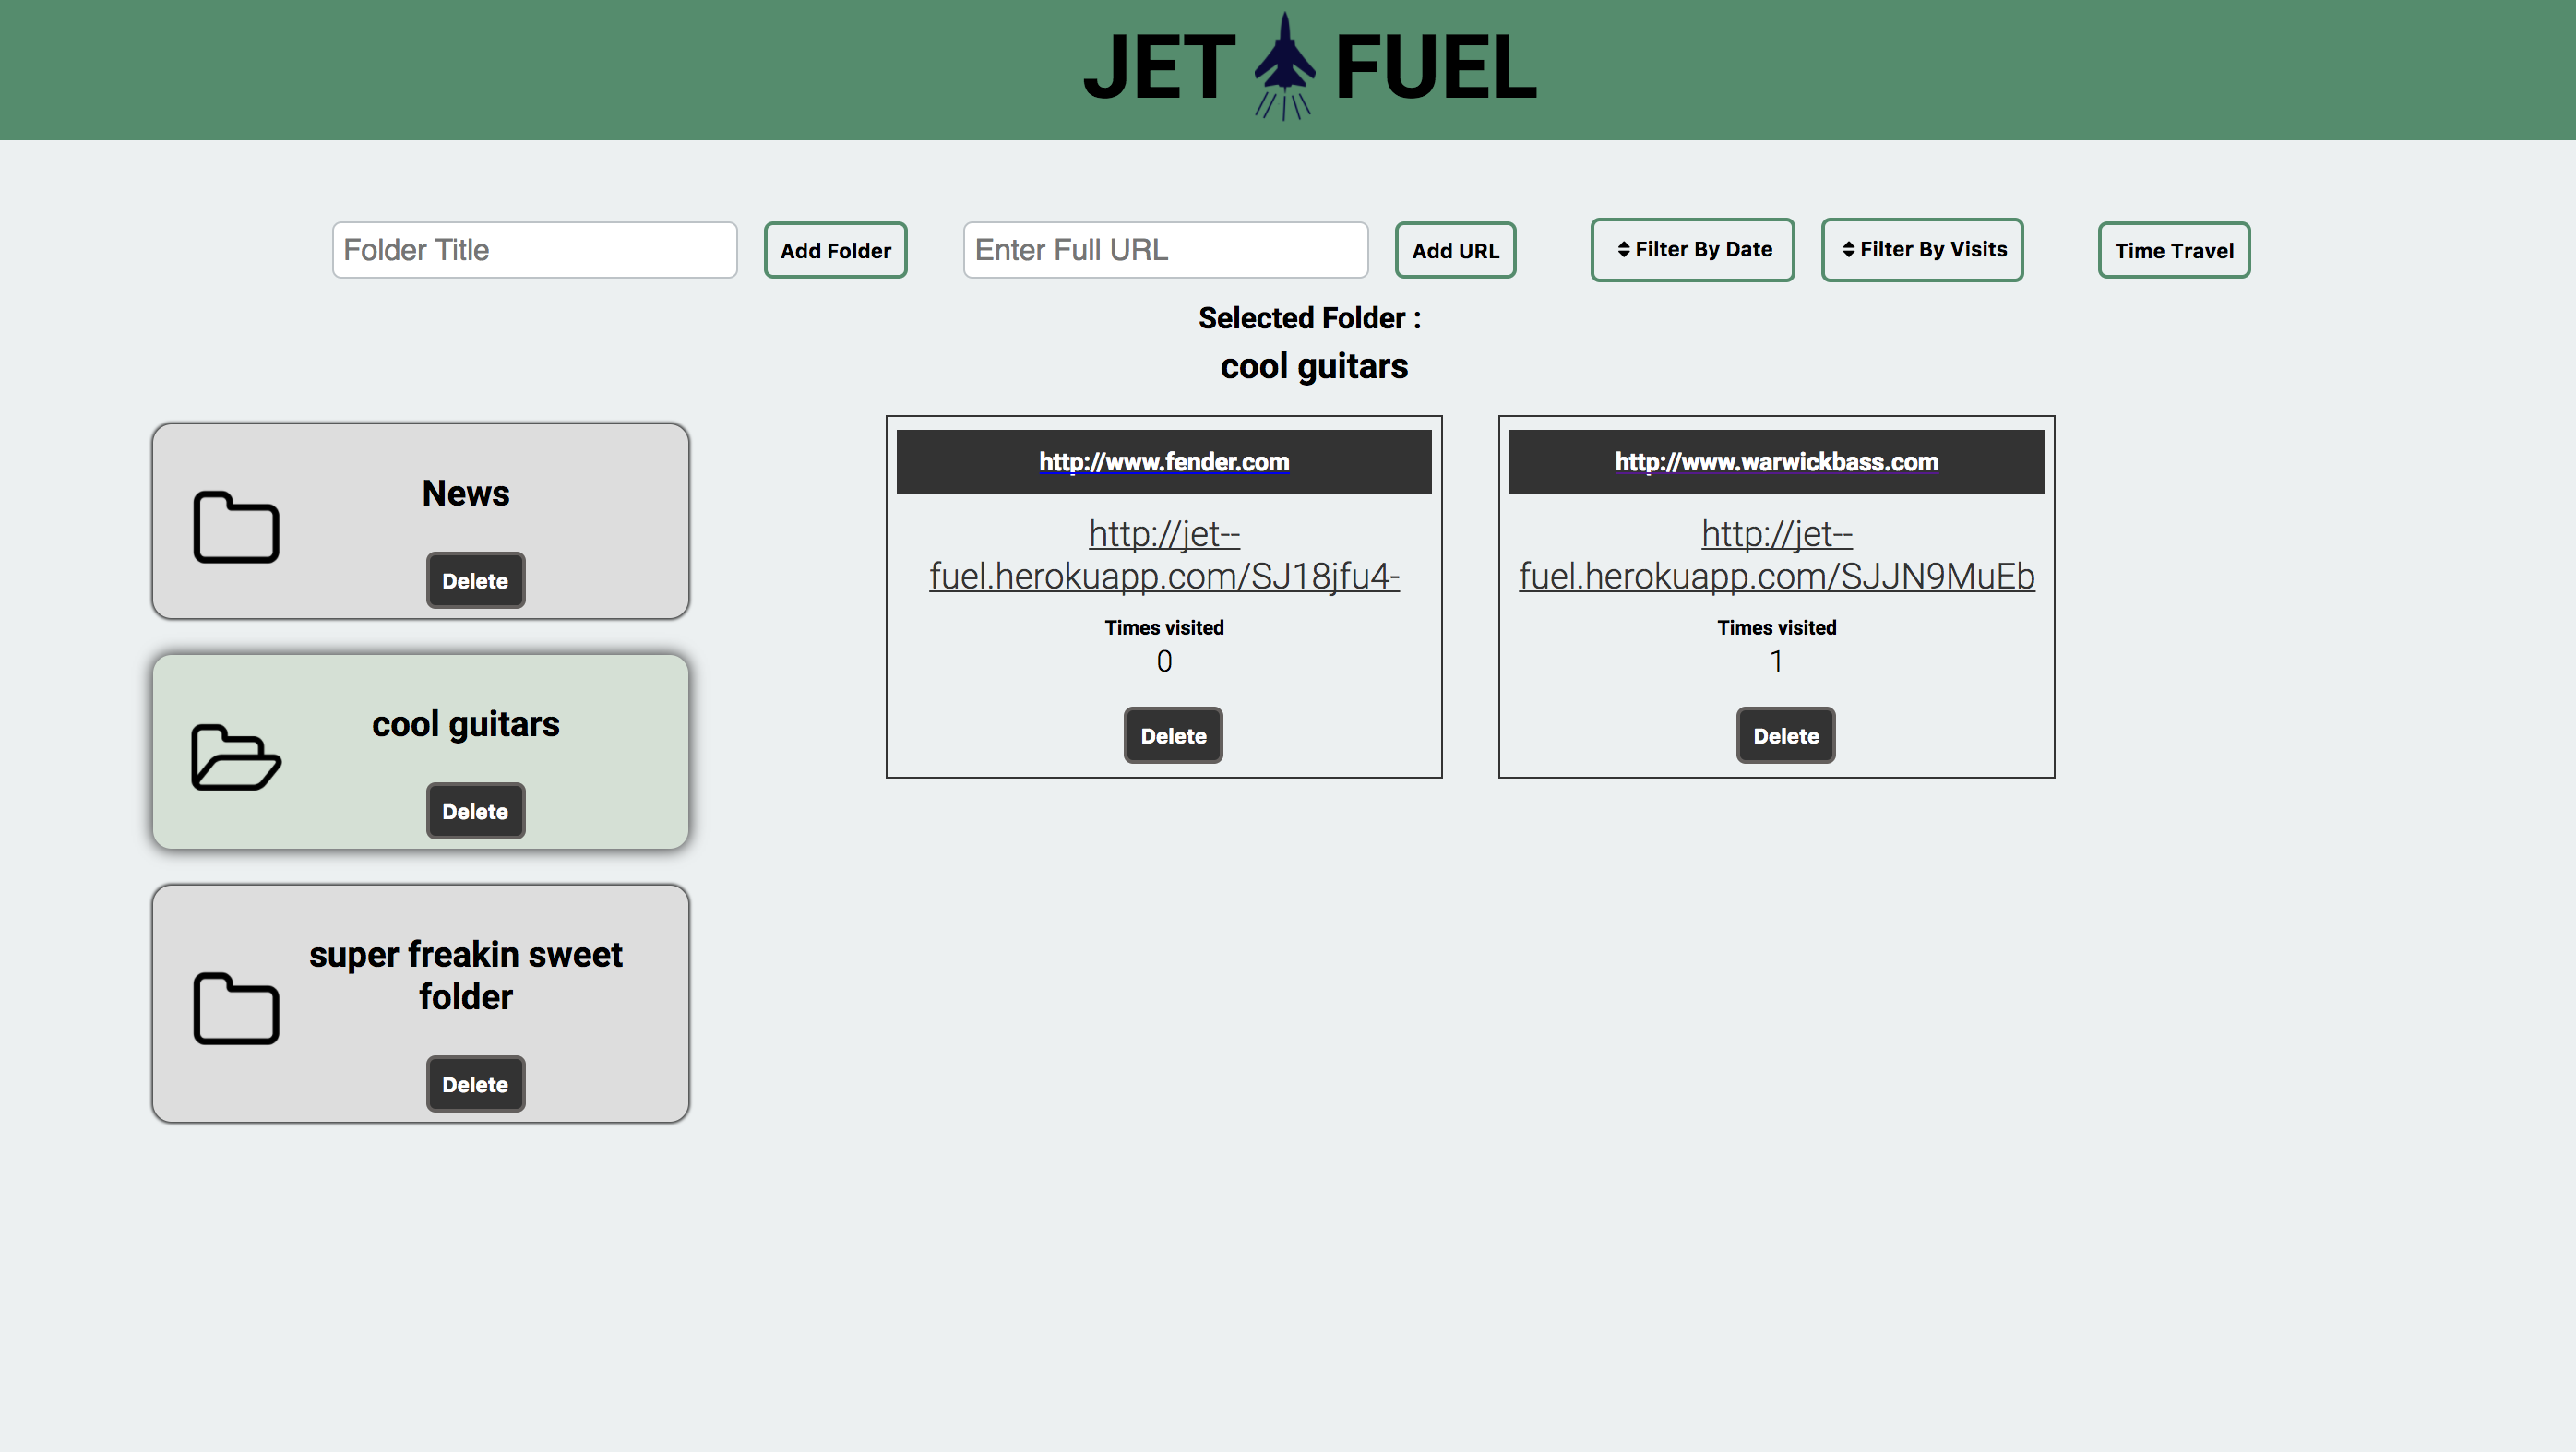 JET FUEL
Folder Title
Add Folder
Enter Full URL
Add URL
Filter By Date
Filter By Visits
Time Travel
Selected Folder :
cool guitars
News
Delete
cool guitars
Delete
super freakin sweet
folder
Delete
http://www.fender.com
http://jet--
fuel.herokuapp.com/SJ18jfu4-
Times visited
0
Delete
http://www.warwickbass.com
http://jet--
fuel.herokuapp.com/SJJN9MuEb
Times visited
1
Delete